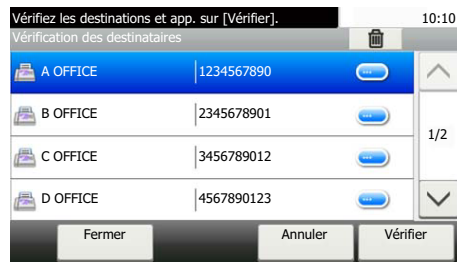 Vérifiez les destinations et app. sur [Vérifier]. 10:10
Vérification des destinataires
A OFFICE 1234567890
B OFFICE 2345678901
1/2
C OFFICE 3456789012
D OFFICE 4567890123
Fermer Annuler Vérifier